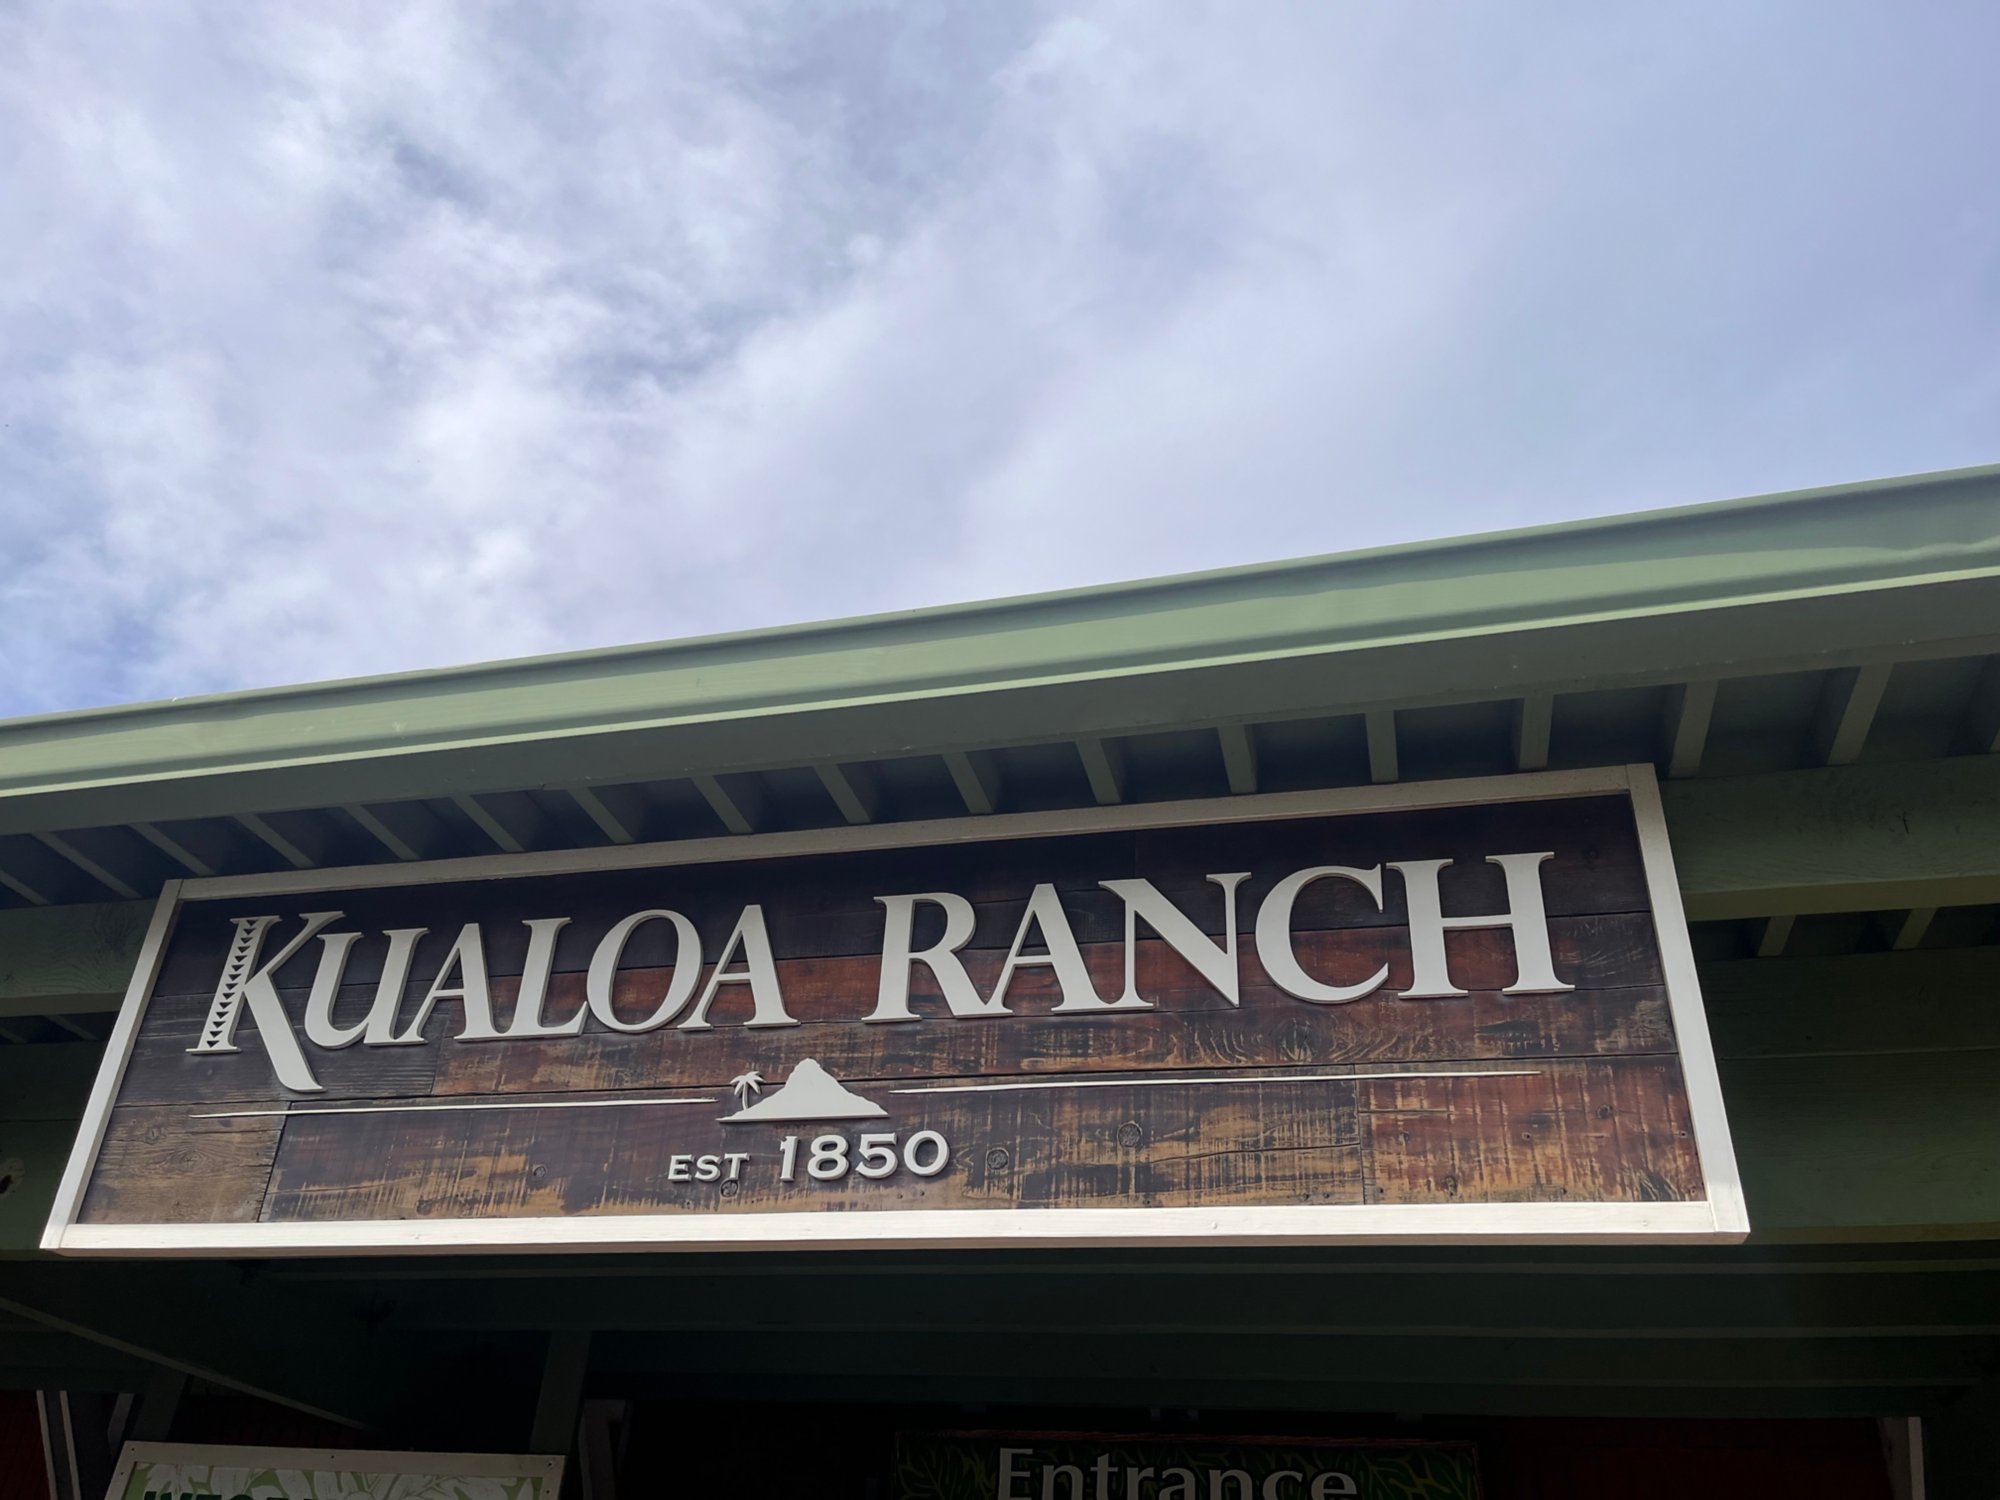 KUALOA RANCH
EST 1850
Entrance